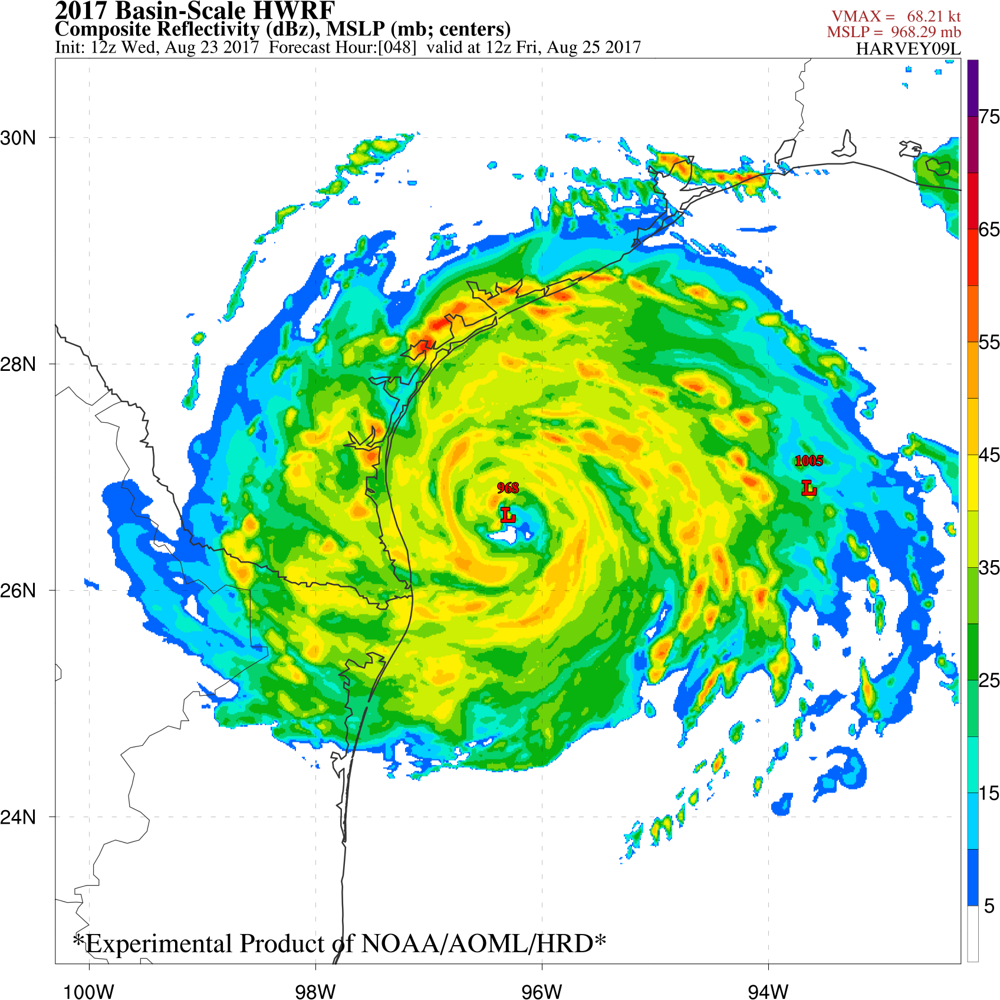 2017 Basin-Scale HWRF
Composite Reflectivity (dBz), MSLP (mb; centers)
Init: 12z Wed, Aug 23 2017 Forecast Hour:[048] valid at 12z Fri, Aug 25 2017
VMAX = 68.21 kt
MSLP = 968.29 mb
HARVEY09L
30N
28N
26N
24N
968
L
1005
L
75
65
55
45
35
25
15
5
*Experimental Product of NOAA/AOML/HRD*
100W
98W
96W
94W